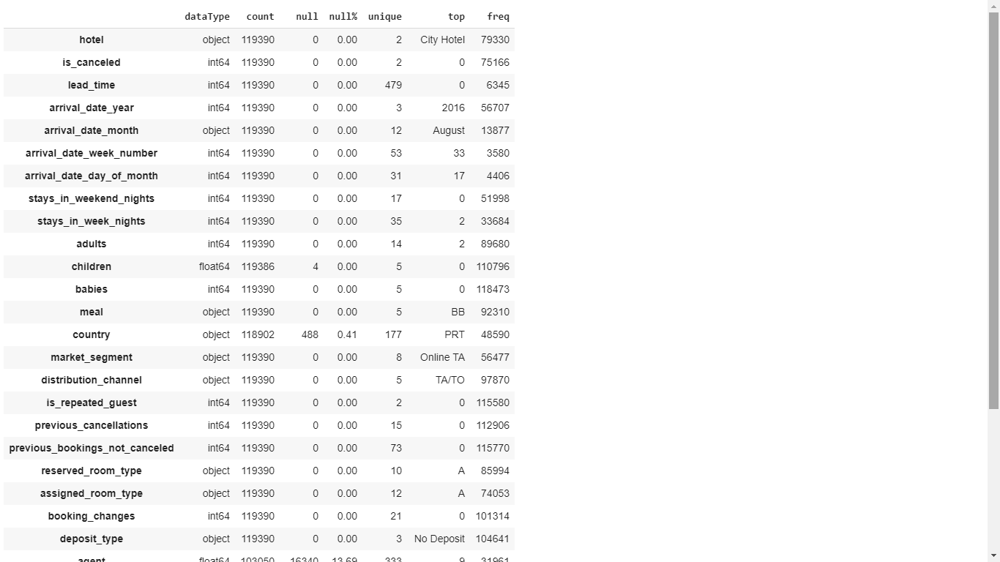 dataType count null null% unique top freq
hotel object 119390 0 0.00 2 City Hotel 79330
is_canceled int64 119390 0 0.00 2 0 75166
lead_time int64 119390 0 0.00 479 0 6345
arrival_date_year int64 119390 0 0.00 3 2016 56707
arrival_date_month object 119390 0 0.00 12 August 13877
arrival_date_week_number int64 119390 0 0.00 53 33 3580
arrival_date_day_of_month int64 119390 0 0.00 31 17 4406
stays_in_weekend_nights int64 119390 0 0.00 17 0 51998
stays_in_week_nights int64 119390 0 0.00 35 2 33684
adults int64 119390 0 0.00 14 2 89680
children float64 119386 4 0.00 5 0 110796
babies int64 119390 0 0.00 5 0 118473
meal object 119390 0 0.00 5 BB 92310
country object 118902 488 0.41 177 PRT 48590
market_segment object 119390 0 0.00 8 Online TA 56477
distribution_channel object 119390 0 0.00 5 TA/TO 97870
is_repeated_guest int64 119390 0 0.00 2 0 115580
previous_cancellations int64 119390 0 0.00 15 0 112906
previous_bookings_not_canceled int64 119390 0 0.00 73 0 115770
reserved_room_type object 119390 0 0.00 10 A 85994
assigned_room_type object 119390 0 0.00 12 A 74053
booking_changes int64 119390 0 0.00 21 0 101314
deposit_type object 119390 0 0.00 3 No Deposit 104641
agent float64 103050 16340 13.69 333 9 31961